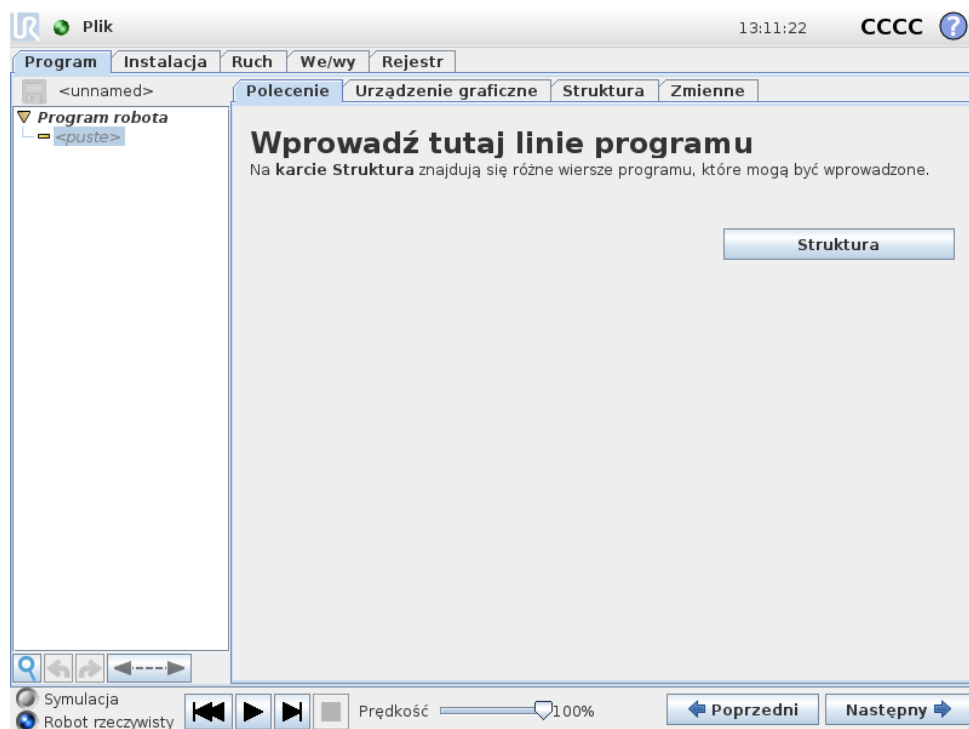 UR Plik 13:11:22 CCCC ?
Program Instalacja Ruch We/wy Rejestr
<unnamed>
Polecenie Urządzenie graficzne Struktura Zmienne
Program robota
<puste>
Wprowadź tutaj linie programu
Na karcie Struktura znajdują się różne wiersze programu, które mogą być wprowadzone.
Struktura
Symulacja
Robot rzeczywisty
Prędkość 100%
Poprzedni
Następny